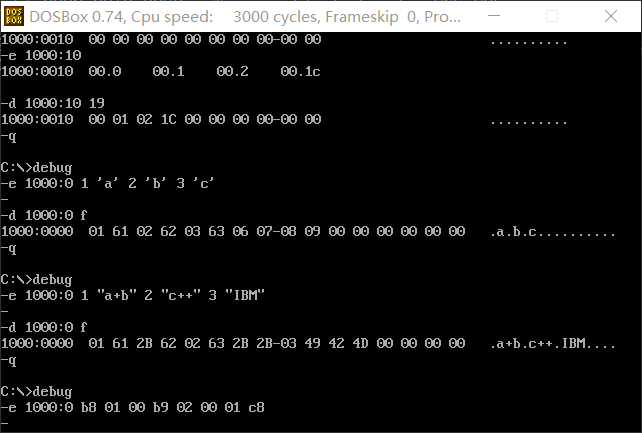 DOS BOX DOSBox 0.74, Cpu speed: 3000 cycles, Frameskip 0, Pro...
1000:0010 00 00 00 00 00 00 00 00-00 00 ..........
-e 1000:10
1000:0010 00.0 00.1 00.2 00.1c
-d 1000:10 19
1000:0010 00 01 02 1C 00 00 00 00-00 00 ..........
-q
C:\>debug
-e 1000:0 1 'a' 2 'b' 3 'c'
-
-d 1000:0 f
1000:0000 01 61 02 62 03 63 06 07-08 09 00 00 00 00 00 00 .a.b.c..........
-q
C:\>debug
-e 1000:0 1 "a+b" 2 "c++" 3 "IBM"
-
-d 1000:0 f
1000:0000 01 61 2B 62 02 63 2B 2B-03 49 42 4D 00 00 00 00 .a+b.c++.IBM....
-q
C:\>debug
-e 1000:0 b8 01 00 b9 02 00 01 c8
-